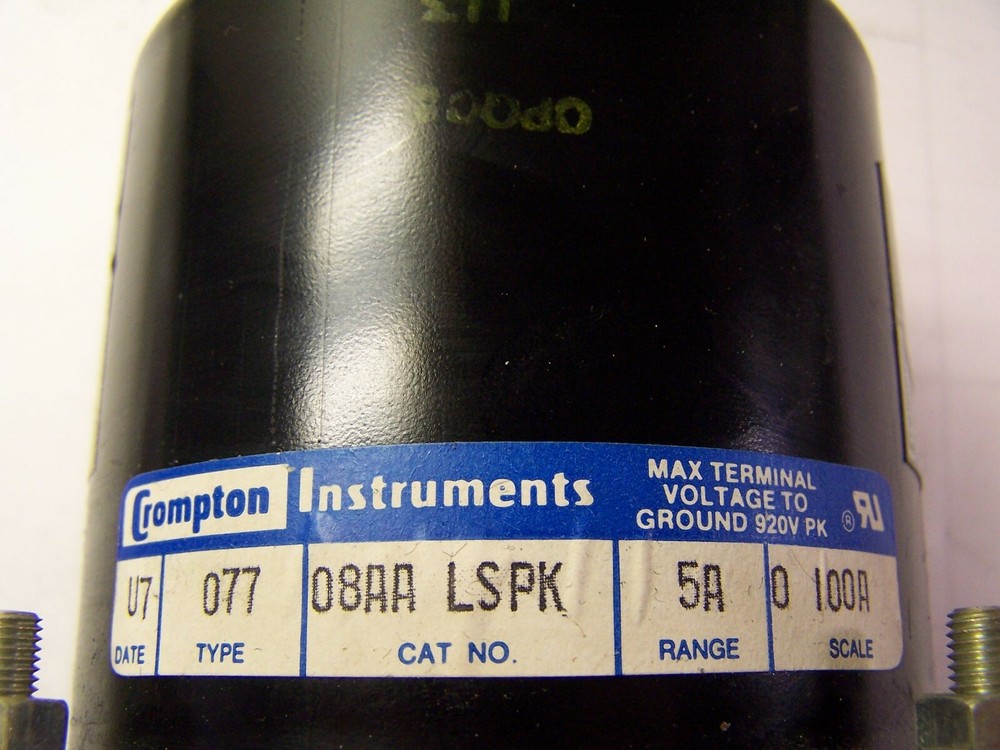 Crompton Instruments
MAX TERMINAL
VOLTAGE TO
GROUND 920V PK ®
U7 077 08AA LSPK 5A 0 100A
DATE TYPE CAT NO. RANGE SCALE